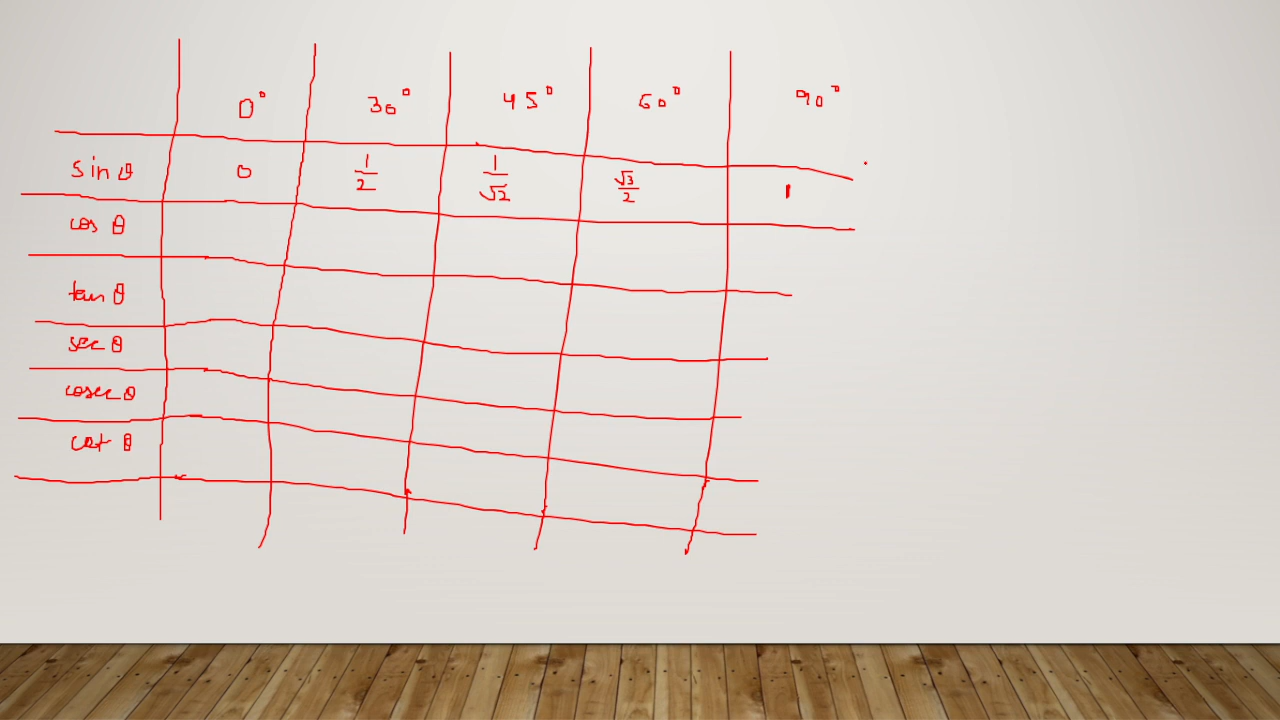 0° 30° 45° 60° 90°
sin θ 0 1/2 1/√2 √3/2 1
cos θ
tan θ
sec θ
cosec θ
cot θ